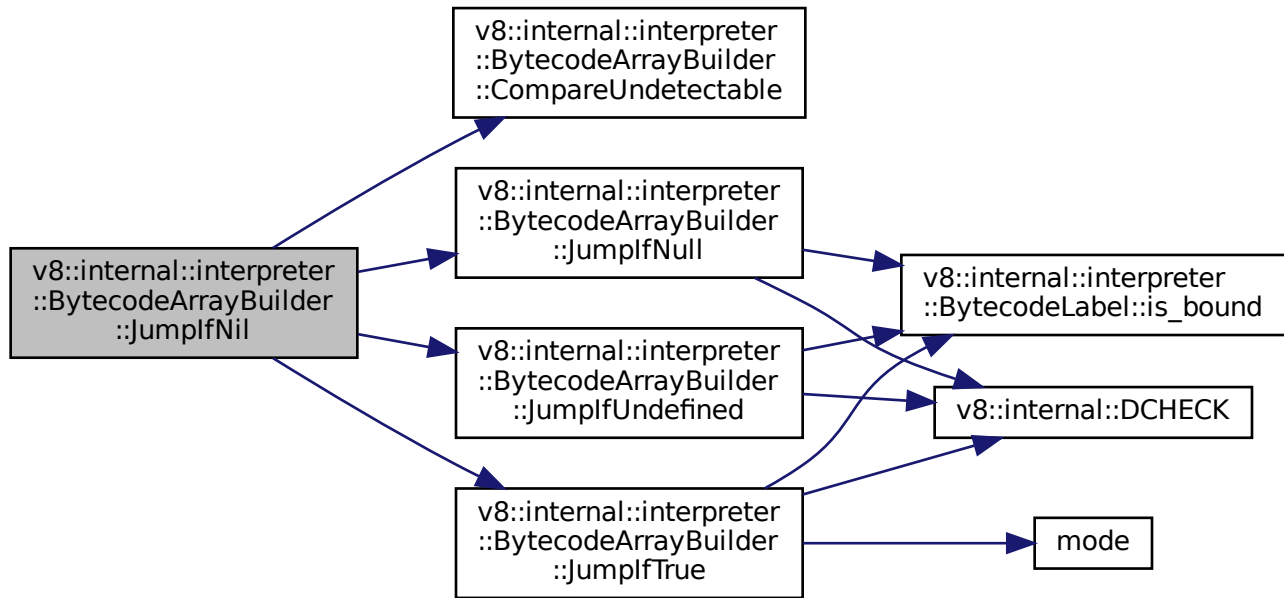 v8::internal::interpreter
::BytecodeArrayBuilder
::JumpIfNil
v8::internal::interpreter
::BytecodeArrayBuilder
::CompareUndetectable
v8::internal::interpreter
::BytecodeArrayBuilder
::JumpIfNull
v8::internal::interpreter
::BytecodeArrayBuilder
::JumpIfUndefined
v8::internal::interpreter
::BytecodeArrayBuilder
::JumpIfTrue
v8::internal::interpreter
::BytecodeLabel::is_bound
v8::internal::DCHECK
mode